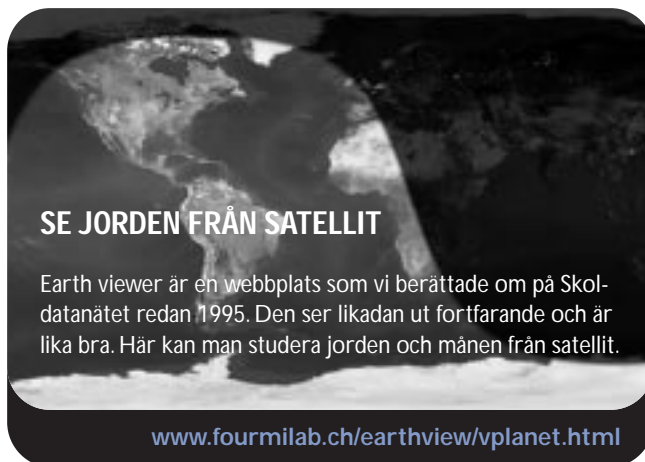 SE JORDEN FRÅN SATELLIT
Earth viewer är en webbplats som vi berättade om på Skol-
datanätet redan 1995. Den ser likadan ut fortfarande och är
lika bra. Här kan man studera jorden och månen från satellit.
www.fourmilab.ch/earthview/vplanet.html